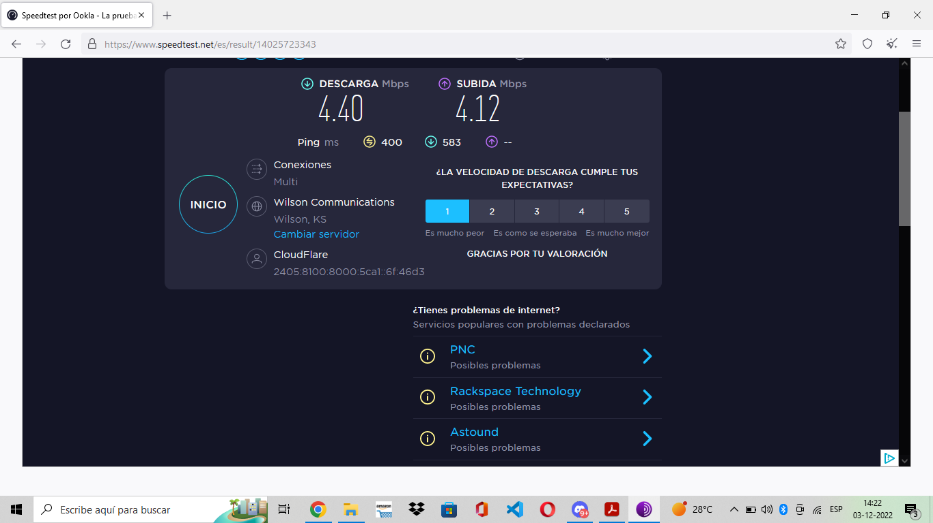 Speedtest por Ookla - La prueb
https://www.speedtest.net/es/result/14025723343
DESCARGA Mbps
4.40
SUBIDA Mbps
4.12
Ping ms 400 583 --
INICIO
Conexiones
Multi
Wilson Communications
Wilson, KS
Cambiar servidor
CloudFlare
2405:8100:8000:5ca1::6f:46d3
¿LA VELOCIDAD DE DESCARGA CUMPLE TUS
EXPECTATIVAS?
1 2 3 4 5
Es mucho peor Es como se esperaba Es mucho mejor
GRACIAS POR TU VALORACIÓN
¿Tienes problemas de internet?
Servicios populares con problemas declarados
PNC
Posibles problemas
Rackspace Technology
Posibles problemas
Astound
Posibles problemas
Escribe aquí para buscar
28°C
ESP
14:22
03-12-2022
3